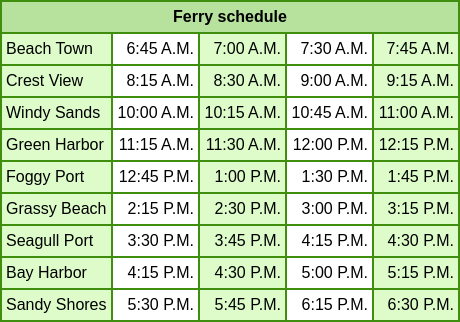 Ferry schedule
Beach Town 6:45 A.M. 7:00 A.M. 7:30 A.M. 7:45 A.M.
Crest View 8:15 A.M. 8:30 A.M. 9:00 A.M. 9:15 A.M.
Windy Sands 10:00 A.M. 10:15 A.M. 10:45 A.M. 11:00 A.M.
Green Harbor 11:15 A.M. 11:30 A.M. 12:00 P.M. 12:15 P.M.
Foggy Port 12:45 P.M. 1:00 P.M. 1:30 P.M. 1:45 P.M.
Grassy Beach 2:15 P.M. 2:30 P.M. 3:00 P.M. 3:15 P.M.
Seagull Port 3:30 P.M. 3:45 P.M. 4:15 P.M. 4:30 P.M.
Bay Harbor 4:15 P.M. 4:30 P.M. 5:00 P.M. 5:15 P.M.
Sandy Shores 5:30 P.M. 5:45 P.M. 6:15 P.M. 6:30 P.M.